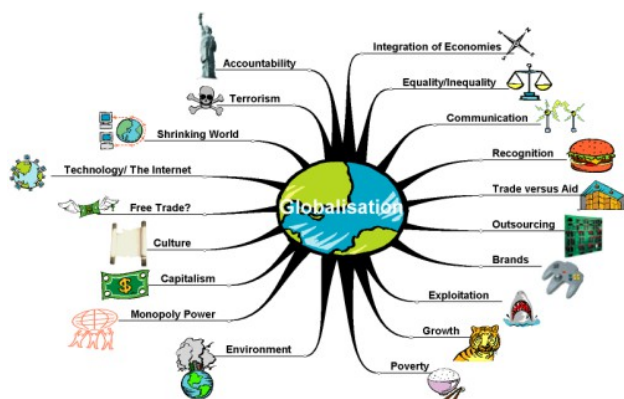 Integration of Economies
Accountability
Equality/Inequality
Terrorism
Communication
Shrinking World
Recognition
Technology/ The Internet
Trade versus Aid
Free Trade?
Globalisation
Outsourcing
Culture
Brands
Capitalism
Exploitation
Monopoly Power
Growth
Environment
Poverty